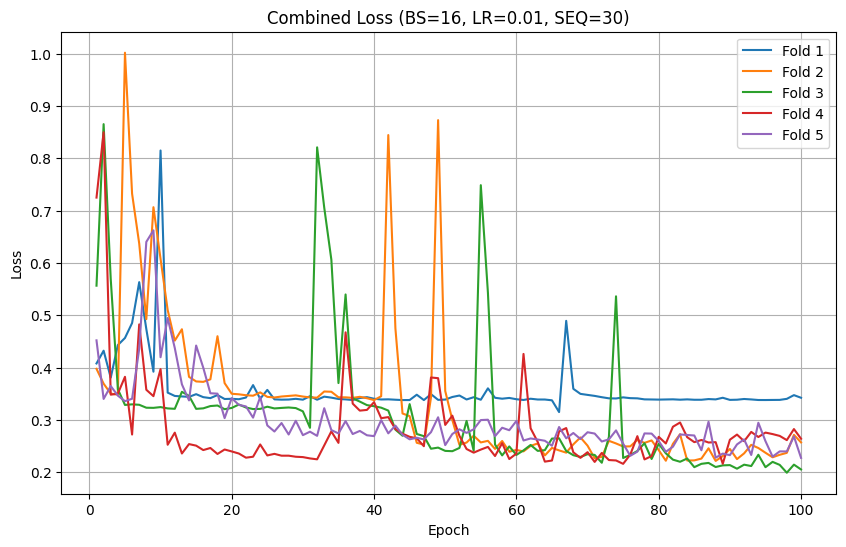 Combined Loss (BS=16, LR=0.01, SEQ=30)
Fold 1
Fold 2
Fold 3
Fold 4
Fold 5
Loss
1.0
0.9
0.8
0.7
0.6
0.5
0.4
0.3
0.2
0 20 40 60 80 100
Epoch